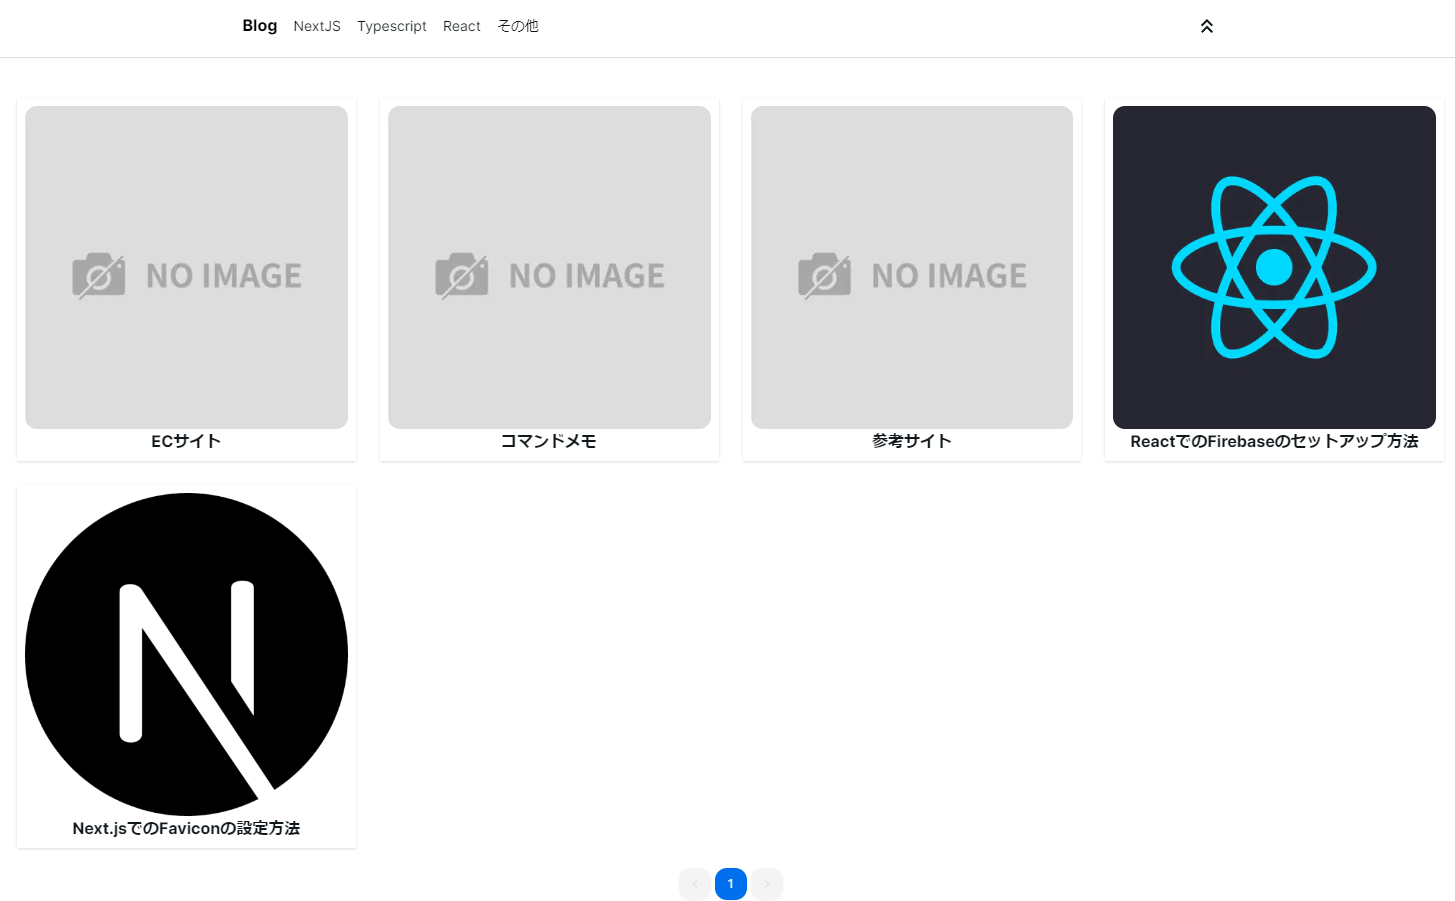 Blog NextJS Typescript React その他
NO IMAGE
NO IMAGE
NO IMAGE
ECサイト
コマンドメモ
参考サイト
ReactでのFirebaseのセットアップ方法
Next.jsでのFaviconの設定方法
1